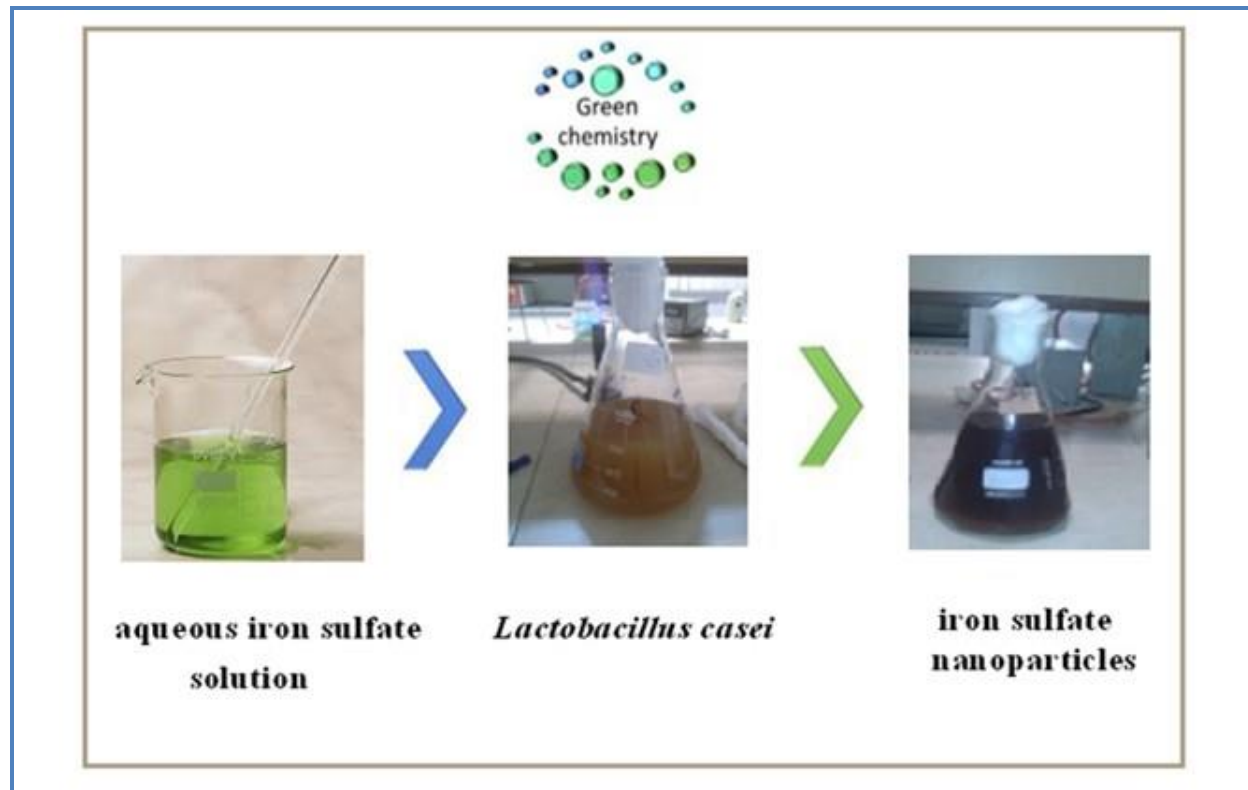 Green
chemistry
aqueous iron sulfate
solution
Lactobacillus casei
iron sulfate
nanoparticles